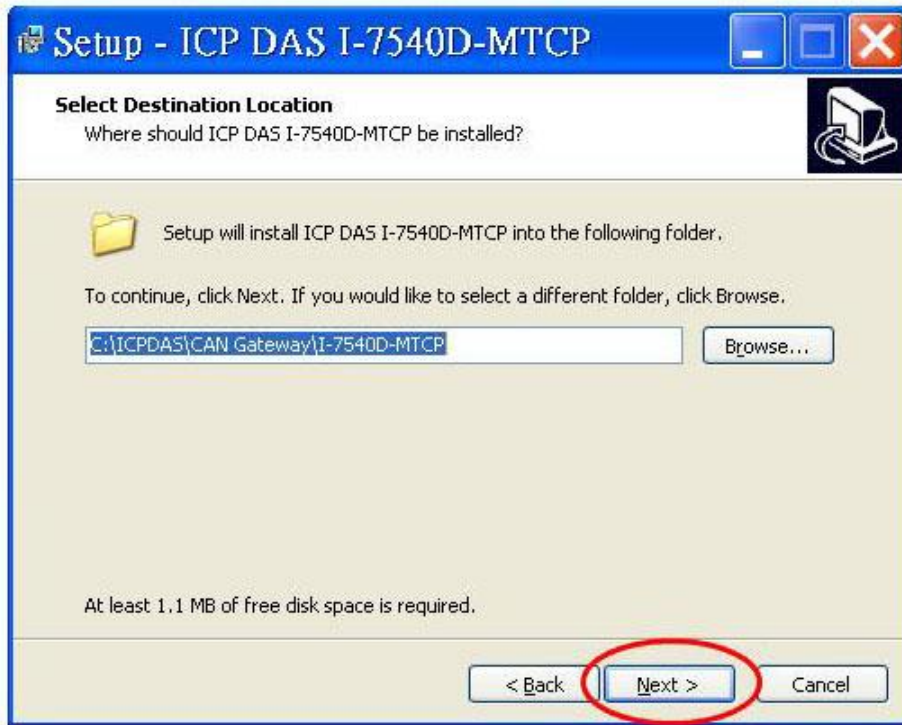 Setup - ICP DAS I-7540D-MTCP
Select Destination Location
Where should ICP DAS I-7540D-MTCP be installed?
Setup will install ICP DAS I-7540D-MTCP into the following folder.
To continue, click Next. If you would like to select a different folder, click Browse.
C:\ICPDAS\CAN Gateway\I-7540D-MTCP
Browse...
At least 1.1 MB of free disk space is required.
< Back Next > Cancel